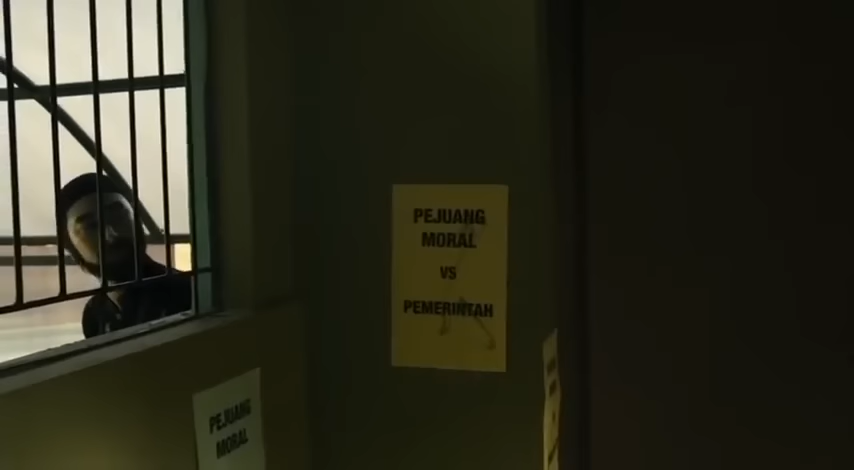 PEJUANG
MORAL
VS
PEMERINTAH
PEJUANG
MORAL